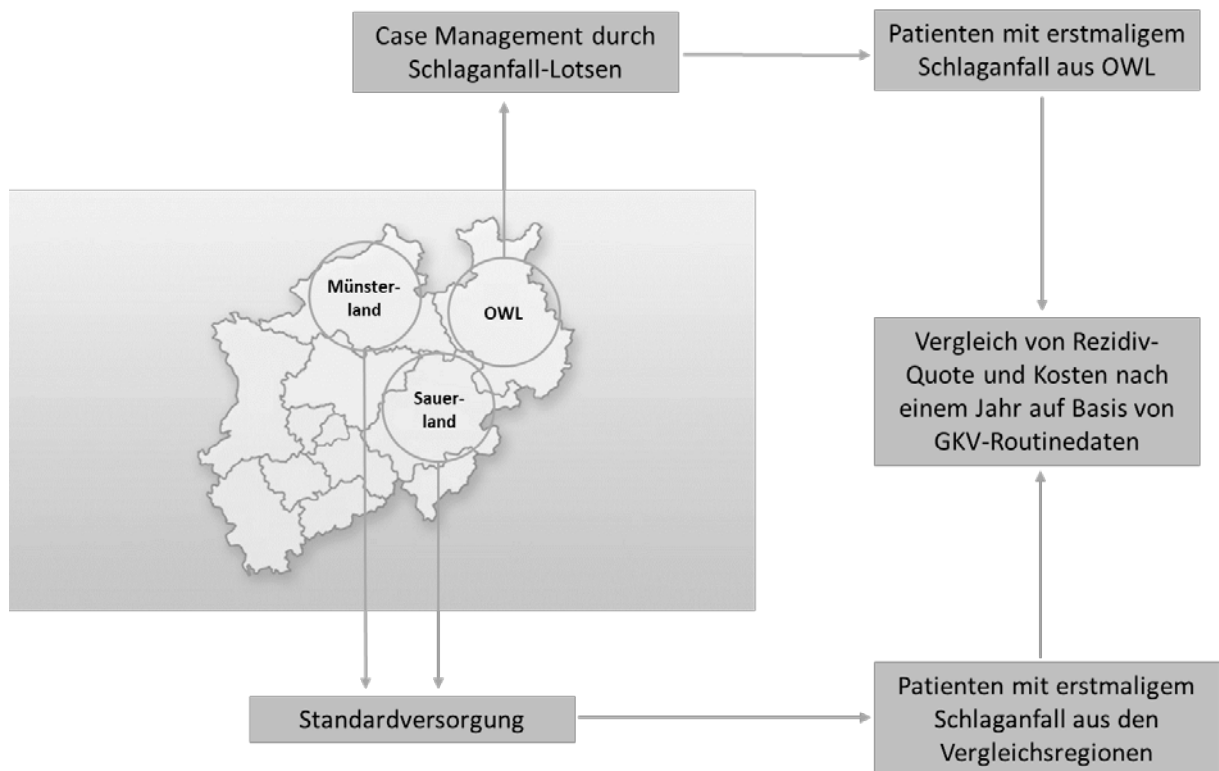 Case Management durch
Schlaganfall-Lotsen
Patienten mit erstmaligem
Schlaganfall aus OWL
Münster-
land
OWL
Sauer-
land
Vergleich von Rezidiv-
Quote und Kosten nach
einem Jahr auf Basis von
GKV-Routinedaten
Standardversorgung
Patienten mit erstmaligem
Schlaganfall aus den
Vergleichsregionen